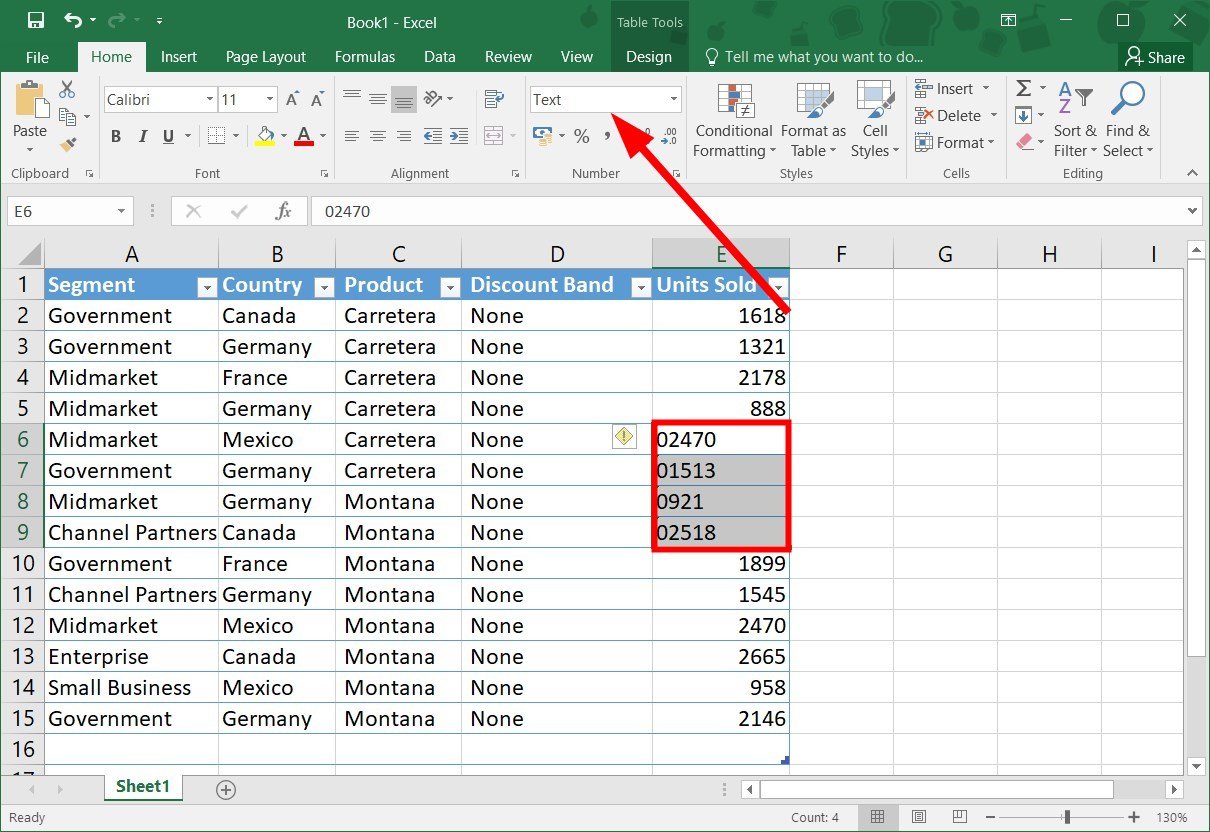 Book1 - Excel
Table Tools
File Home Insert Page Layout Formulas Data Review View Design Tell me what you want to do... Share
Calibri 11 Text
Paste
B I U
%
Conditional Formatting
Format as Table
Cell Styles
Insert
Delete
Format
Sort & Filter
Find & Select
Clipboard Font Alignment Number Styles Cells Editing
E6 fx 02470
A B C D E F G H I
1 Segment Country Product Discount Band Units Sold
2 Government Canada Carretera None 1618
3 Government Germany Carretera None 1321
4 Midmarket France Carretera None 2178
5 Midmarket Germany Carretera None 888
6 Midmarket Mexico Carretera None 02470
7 Government Germany Carretera None 01513
8 Midmarket Germany Montana None 0921
9 Channel Partners Canada Montana None 02518
10 Government France Montana None 1899
11 Channel Partners Germany Montana None 1545
12 Midmarket Mexico Montana None 2470
13 Enterprise Canada Montana None 2665
14 Small Business Mexico Montana None 958
15 Government Germany Montana None 2146
16
Sheet1
Ready Count: 4 130%